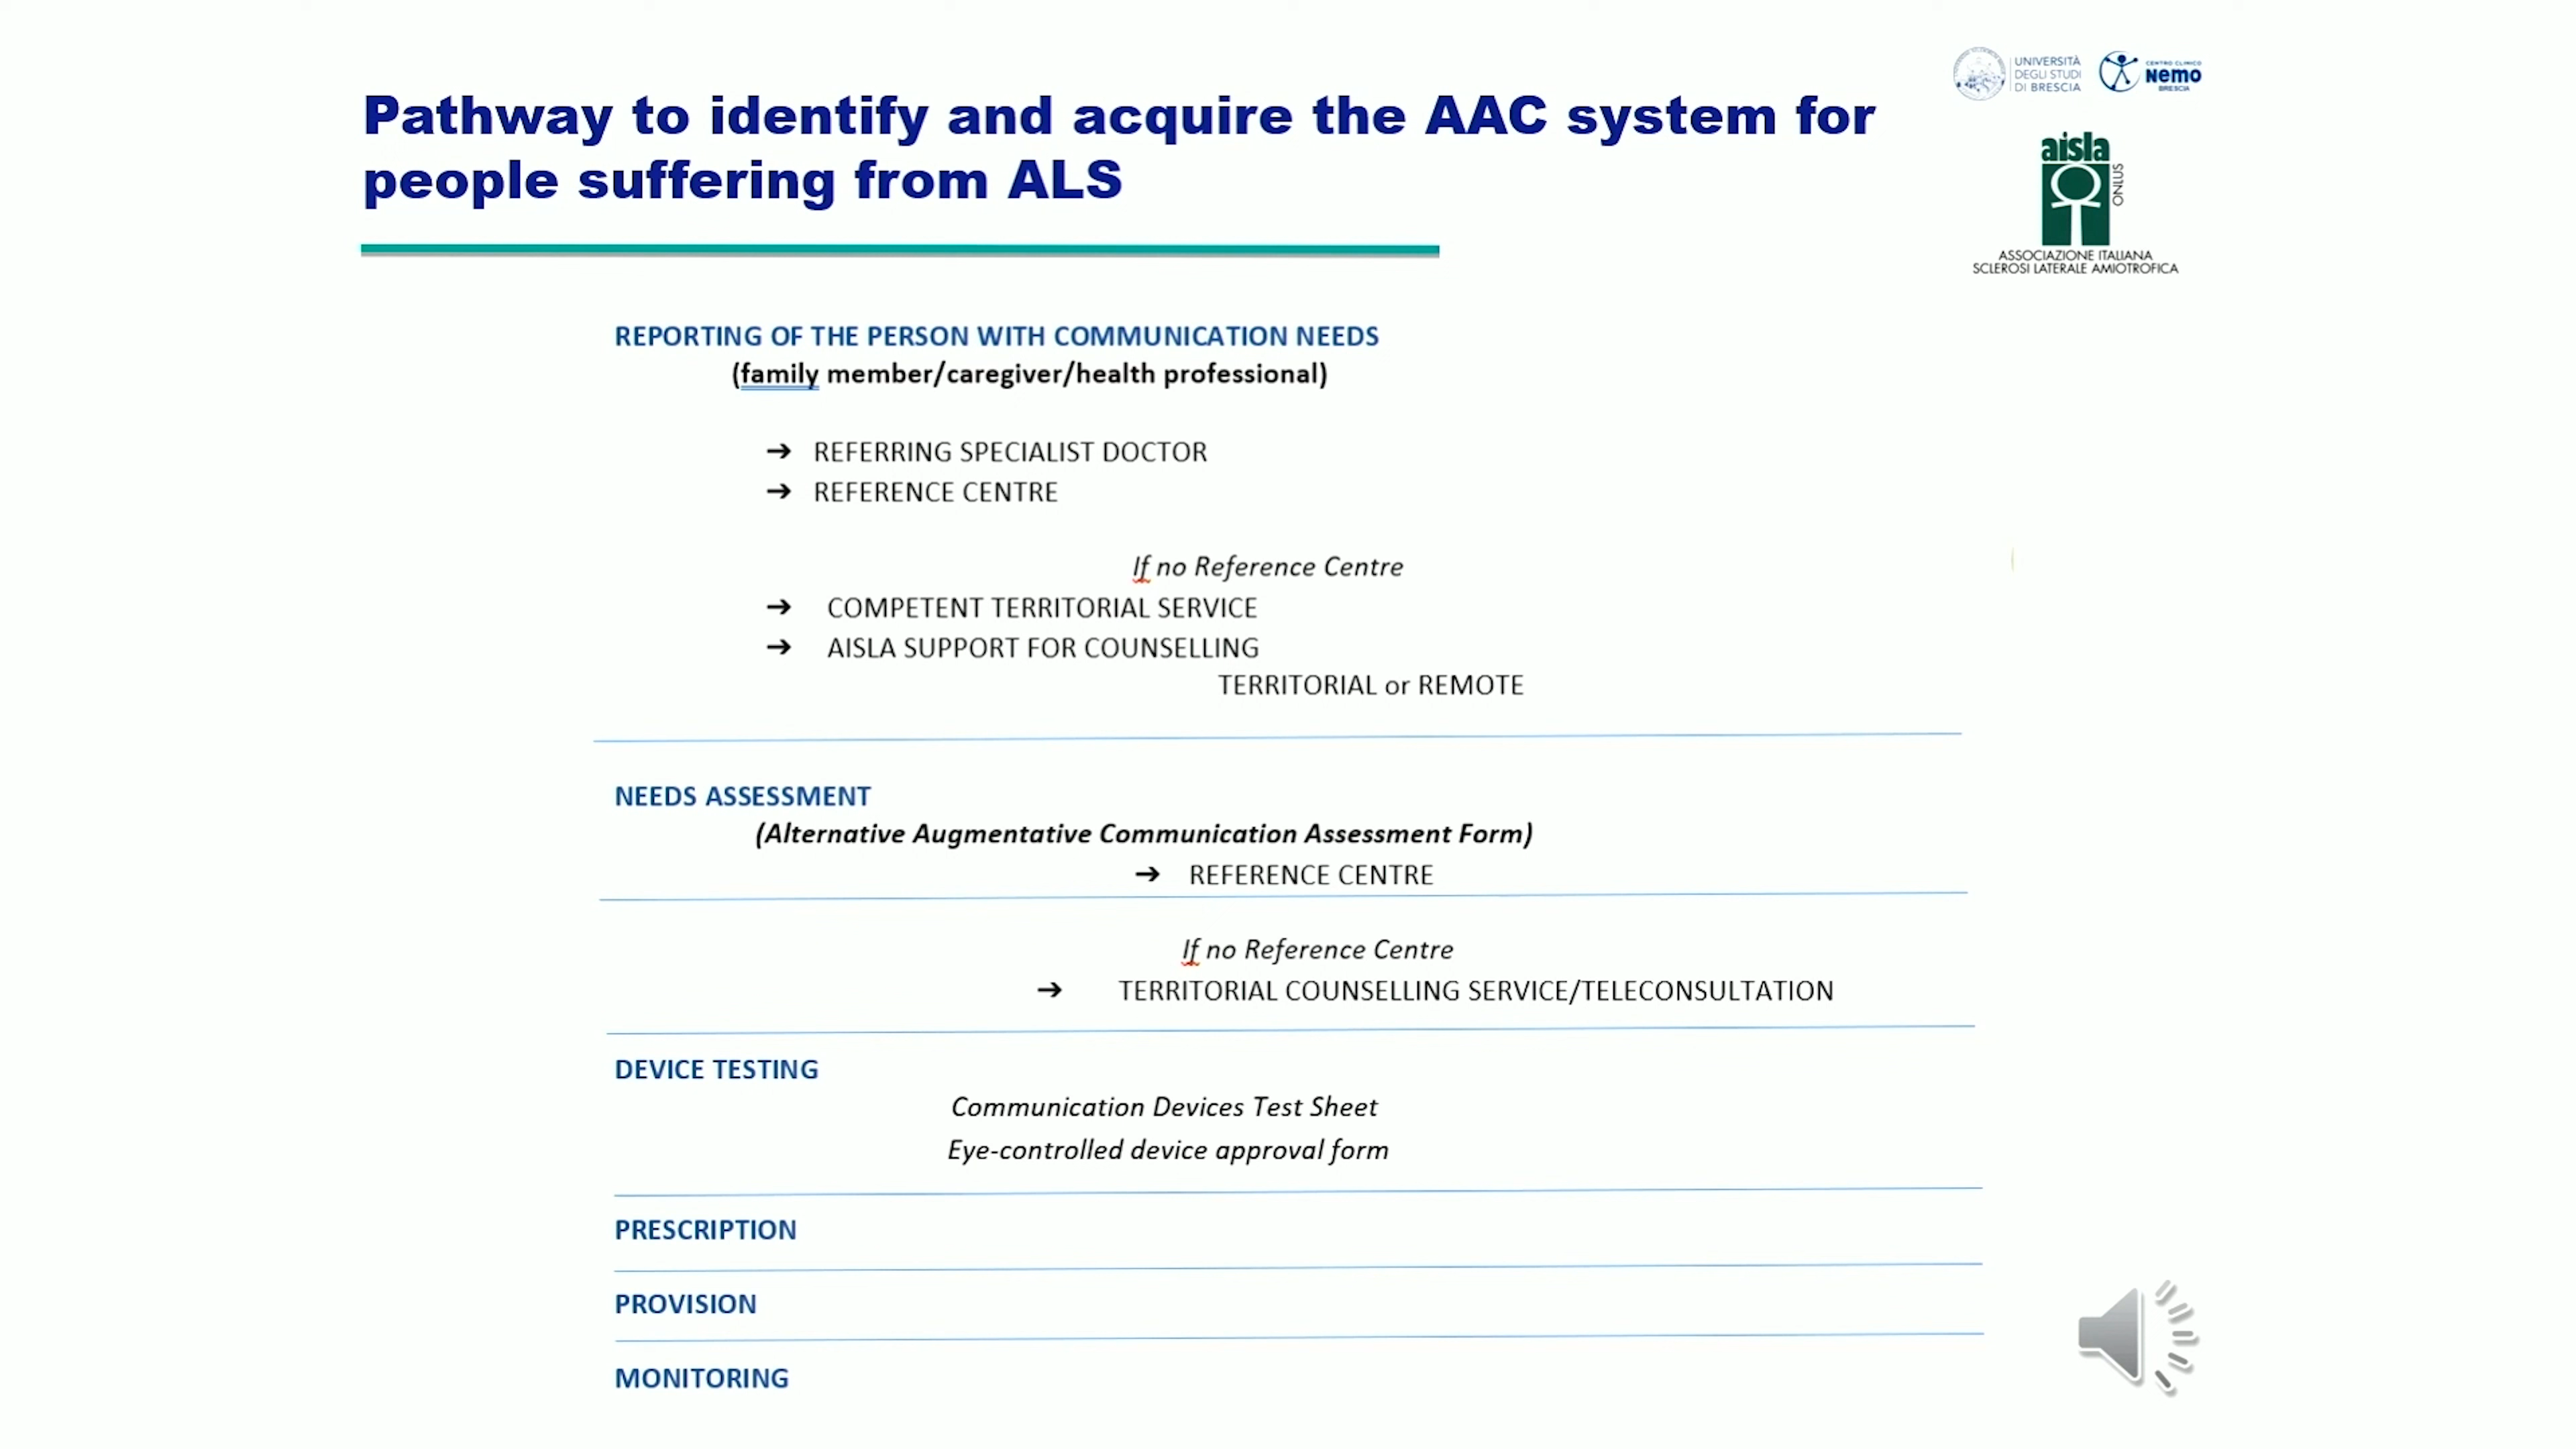 UNIVERSITÀ
DEGLI STUDI
DI BRESCIA
CENTRO CLINICO
Nemo
BRESCIA
Pathway to identify and acquire the AAC system for
people suffering from ALS
aisla
ONLUS
ASSOCIAZIONE ITALIANA
SCLEROSI LATERALE AMIOTROFICA
REPORTING OF THE PERSON WITH COMMUNICATION NEEDS
(family member/caregiver/health professional)
➔ REFERRING SPECIALIST DOCTOR
➔ REFERENCE CENTRE
If no Reference Centre
➔ COMPETENT TERRITORIAL SERVICE
➔ AISLA SUPPORT FOR COUNSELLING
TERRITORIAL or REMOTE
NEEDS ASSESSMENT
(Alternative Augmentative Communication Assessment Form)
➔ REFERENCE CENTRE
If no Reference Centre
➔ TERRITORIAL COUNSELLING SERVICE/TELECONSULTATION
DEVICE TESTING
Communication Devices Test Sheet
Eye-controlled device approval form
PRESCRIPTION
PROVISION
MONITORING